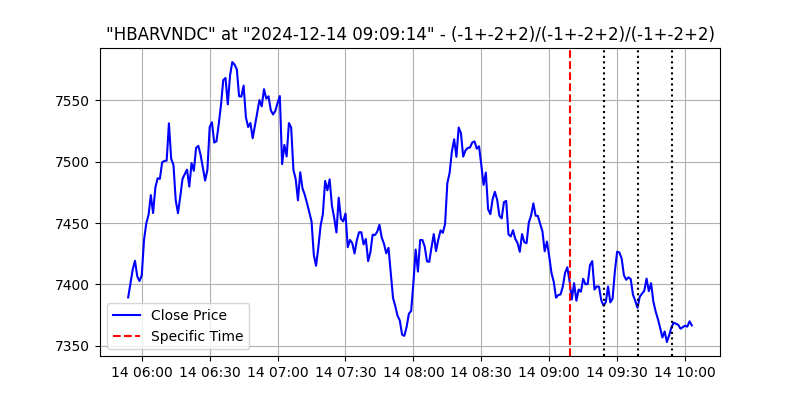 "HBARVNDC" at "2024-12-14 09:09:14" - (-1+-2+2)/(-1+-2+2)/(-1+-2+2)
7550
7500
7450
7400
7350
Close Price
Specific Time
14 06:00 14 06:30 14 07:00 14 07:30 14 08:00 14 08:30 14 09:00 14 09:30 14 10:00